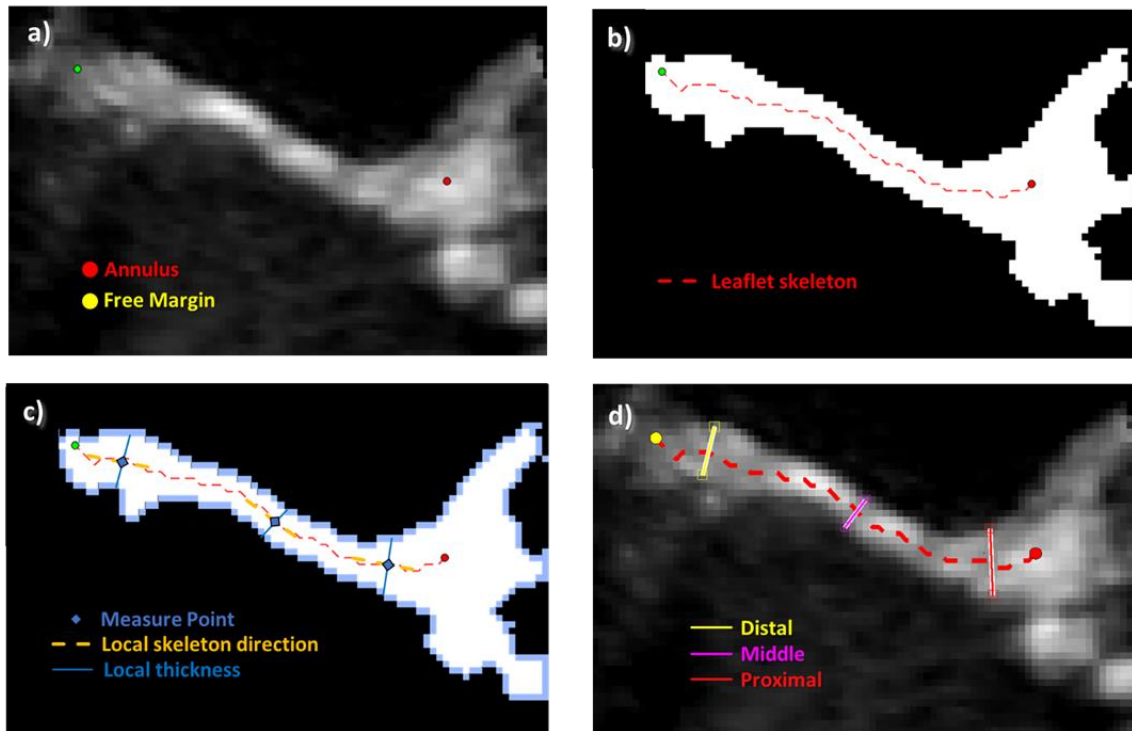 a)
Annulus
Free Margin
b)
Leaflet skeleton
c)
Measure Point
Local skeleton direction
Local thickness
d)
Distal
Middle
Proximal